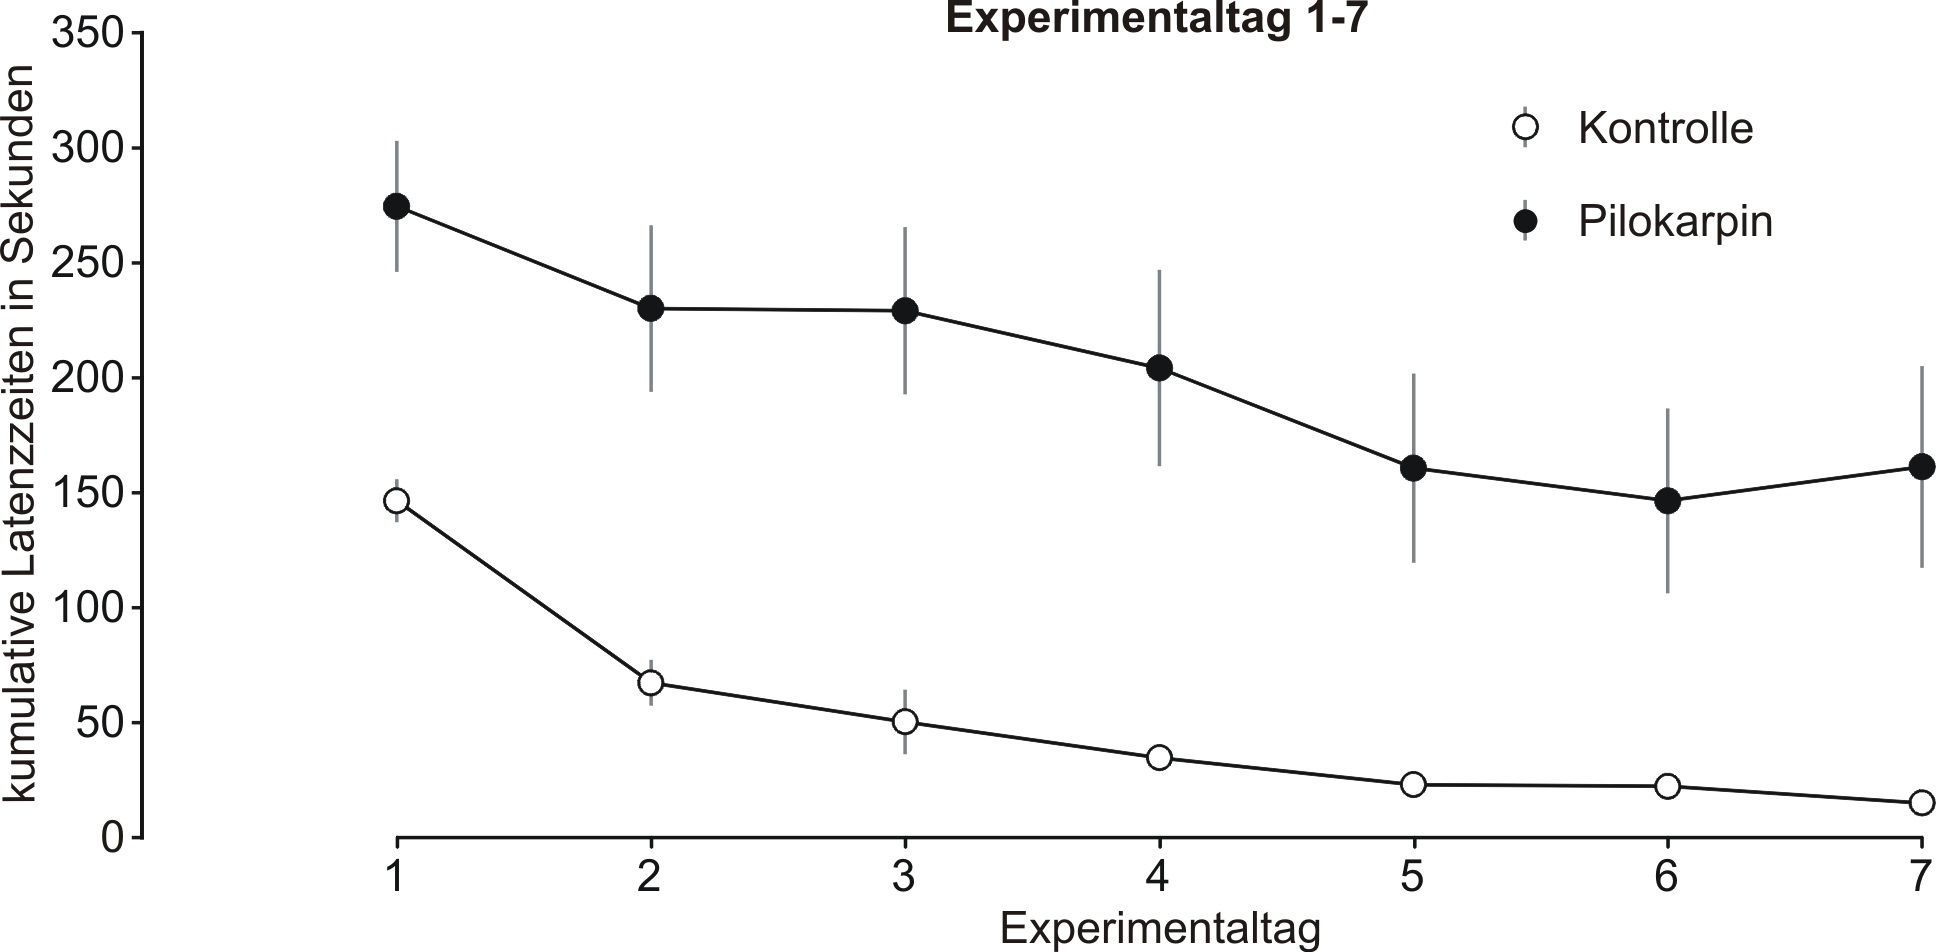 Experimentaltag 1-7
kumulative Latenzzeiten in Sekunden
350
300
250
200
150
100
50
0
Kontrolle
Pilokarpin
1 2 3 4 5 6 7
Experimentaltag